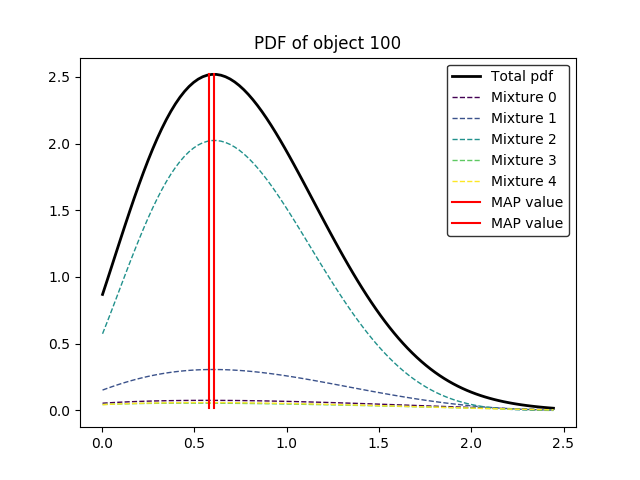 PDF of object 100
Total pdf
Mixture 0
Mixture 1
Mixture 2
Mixture 3
Mixture 4
MAP value
MAP value
2.5
2.0
1.5
1.0
0.5
0.0
0.0 0.5 1.0 1.5 2.0 2.5